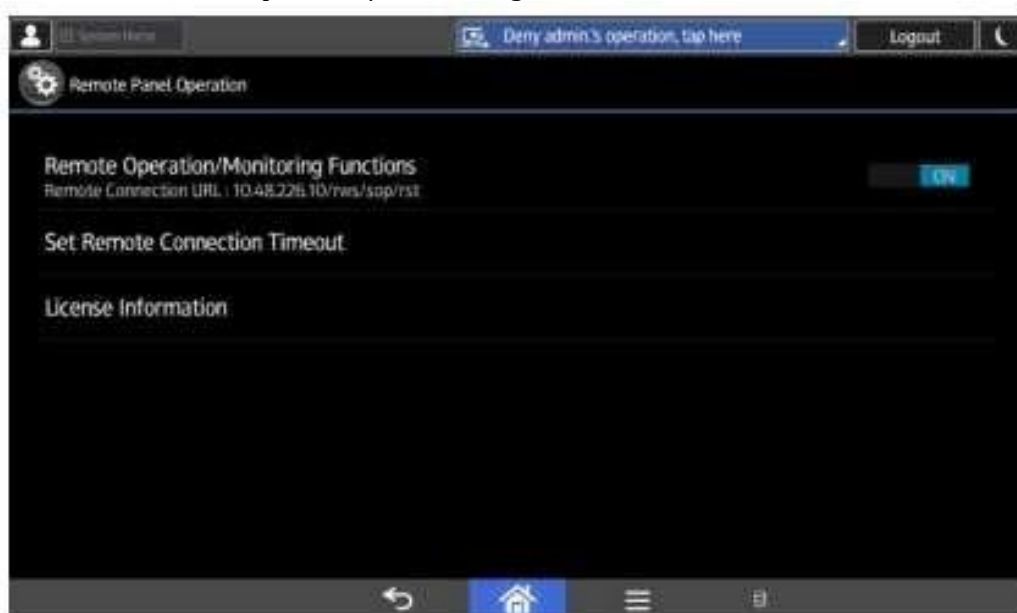 Deny admin.'s operation, tap here
Logout
Remote Panel Operation
Remote Operation/Monitoring Functions
ON
Remote Connection URL : 10.48.226.10/rws/sop/rst
Set Remote Connection Timeout
License Information